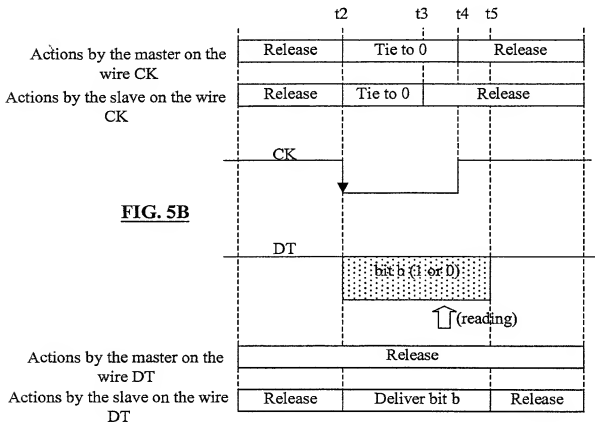 t2 t3 t4 t5
Actions by the master on the wire CK
Release Tie to 0 Release
Actions by the slave on the wire CK
Release Tie to 0 Release
CK
FIG. 5B
DT
bit b (1 or 0)
(reading)
Actions by the master on the wire DT
Release
Actions by the slave on the wire DT
Release Deliver bit b Release